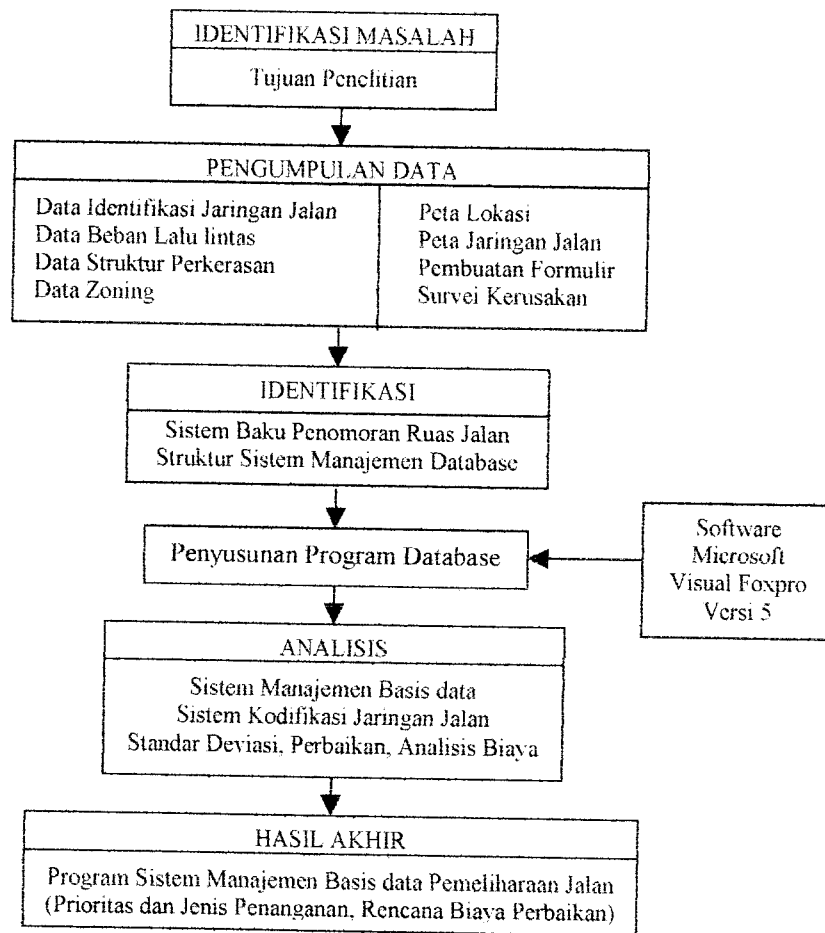 IDENTIFIKASI MASALAH
Tujuan Penelitian
PENGUMPULAN DATA
Data Identifikasi Jaringan Jalan
Data Beban Lalu lintas
Data Struktur Perkerasan
Data Zoning
Peta Lokasi
Peta Jaringan Jalan
Pembuatan Formulir
Survei Kerusakan
IDENTIFIKASI
Sistem Baku Penomoran Ruas Jalan
Struktur Sistem Manajemen Database
Penyusunan Program Database
Software
Microsoft
Visual Foxpro
Versi 5
ANALISIS
Sistem Manajemen Basis data
Sistem Kodifikasi Jaringan Jalan
Standar Deviasi, Perbaikan, Analisis Biaya
HASIL AKHIR
Program Sistem Manajemen Basis data Pemeliharaan Jalan
(Prioritas dan Jenis Penanganan, Rencana Biaya Perbaikan)